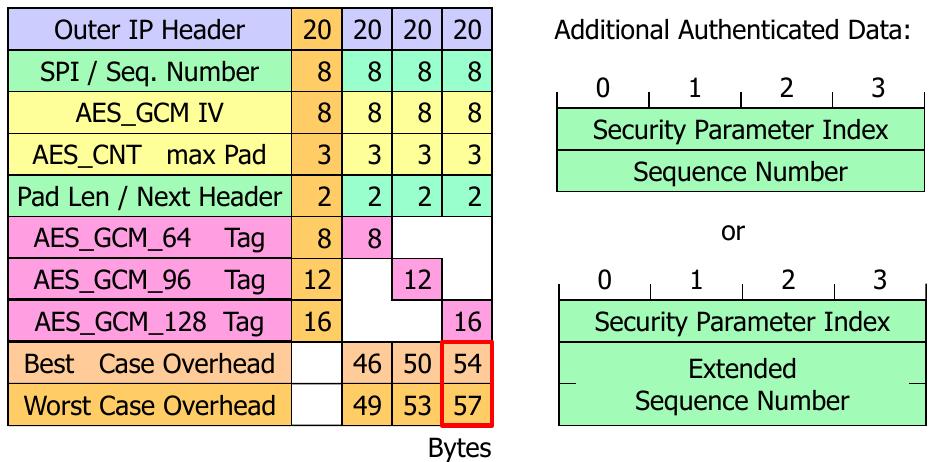 Outer IP Header 20 20 20 20
SPI / Seq. Number 8 8 8 8
AES_GCM IV 8 8 8 8
AES_CNT max Pad 3 3 3 3
Pad Len / Next Header 2 2 2 2
AES_GCM_64 Tag 8 8
AES_GCM_96 Tag 12 12
AES_GCM_128 Tag 16 16
Best Case Overhead 46 50 54
Worst Case Overhead 49 53 57
Bytes
Additional Authenticated Data:
0 1 2 3
Security Parameter Index
Sequence Number
or
0 1 2 3
Security Parameter Index
Extended
Sequence Number